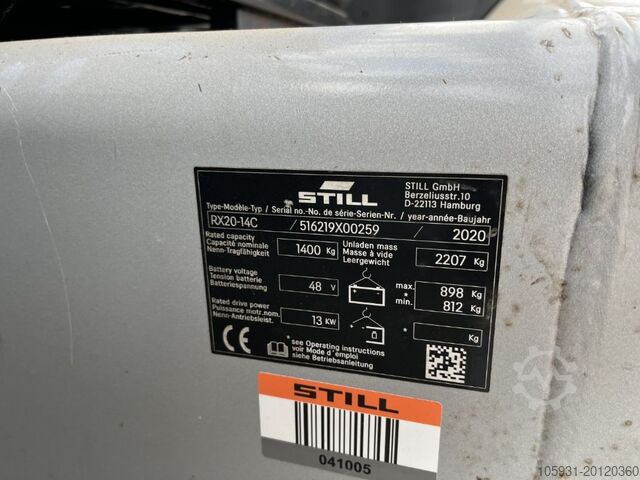 STILL
STILL GmbH
Berzeliusstr.10
D-22113 Hamburg
Type-Modèle-Typ / Serial no.-No. de série-Serien-Nr. / year-année-Baujahr
RX20-14C / 516219X00259 / 2020
Rated capacity
Capacité nominale
Nenn-Tragfähigkeit
1400 Kg
Unladen mass
Masse à vide
Leergewicht
2207 Kg
Battery voltage
Tension batterie
Batteriespannung
48 V
max. 898 Kg
min. 812 Kg
Rated drive power
Puissance motr.nom.
Nenn-Antriebsleist.
13 KW
* Kg
CE
*see Operating instructions
voir Mode d'emploi
siehe Betriebsanleitung
STILL
041005
105931-20120360